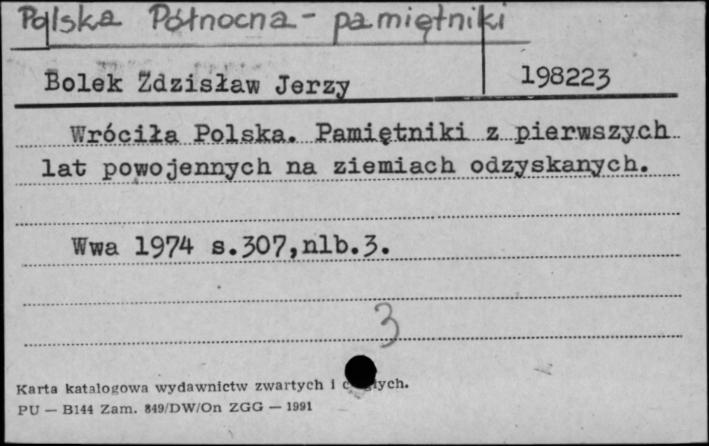 Polska Północna - pamiętniki
Bolek Zdzisław Jerzy 198223
Wróciła Polska. Pamiętniki z pierwszych
lat powojennych na ziemiach odzyskanych.
Wwa 1974 s.307,nlb.3.
3
Karta katalogowa wydawnictw zwartych i
PU — B144 Zam. 849/DW/On ZGG — 1991